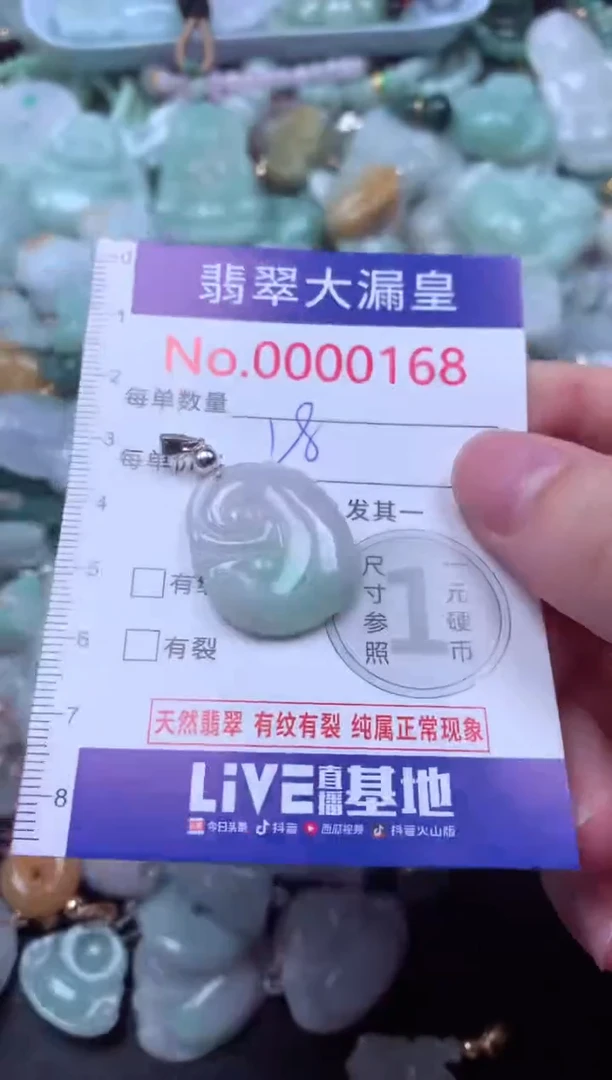 翡翠大漏皇
No.0000168
每单数量
18
每单价
发其一
有纹
有裂
尺寸参照
1
一元硬币
天然翡翠 有纹有裂 纯属正常现象
LiVE直播基地
今日头条 抖音 西瓜视频 抖音火山版
0
1
2
3
4
5
6
7
8